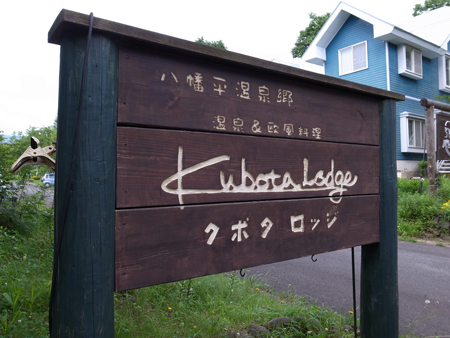 八幡平温泉郷
温泉&欧風料理
Kubota Lodge
クボタ ロッジ